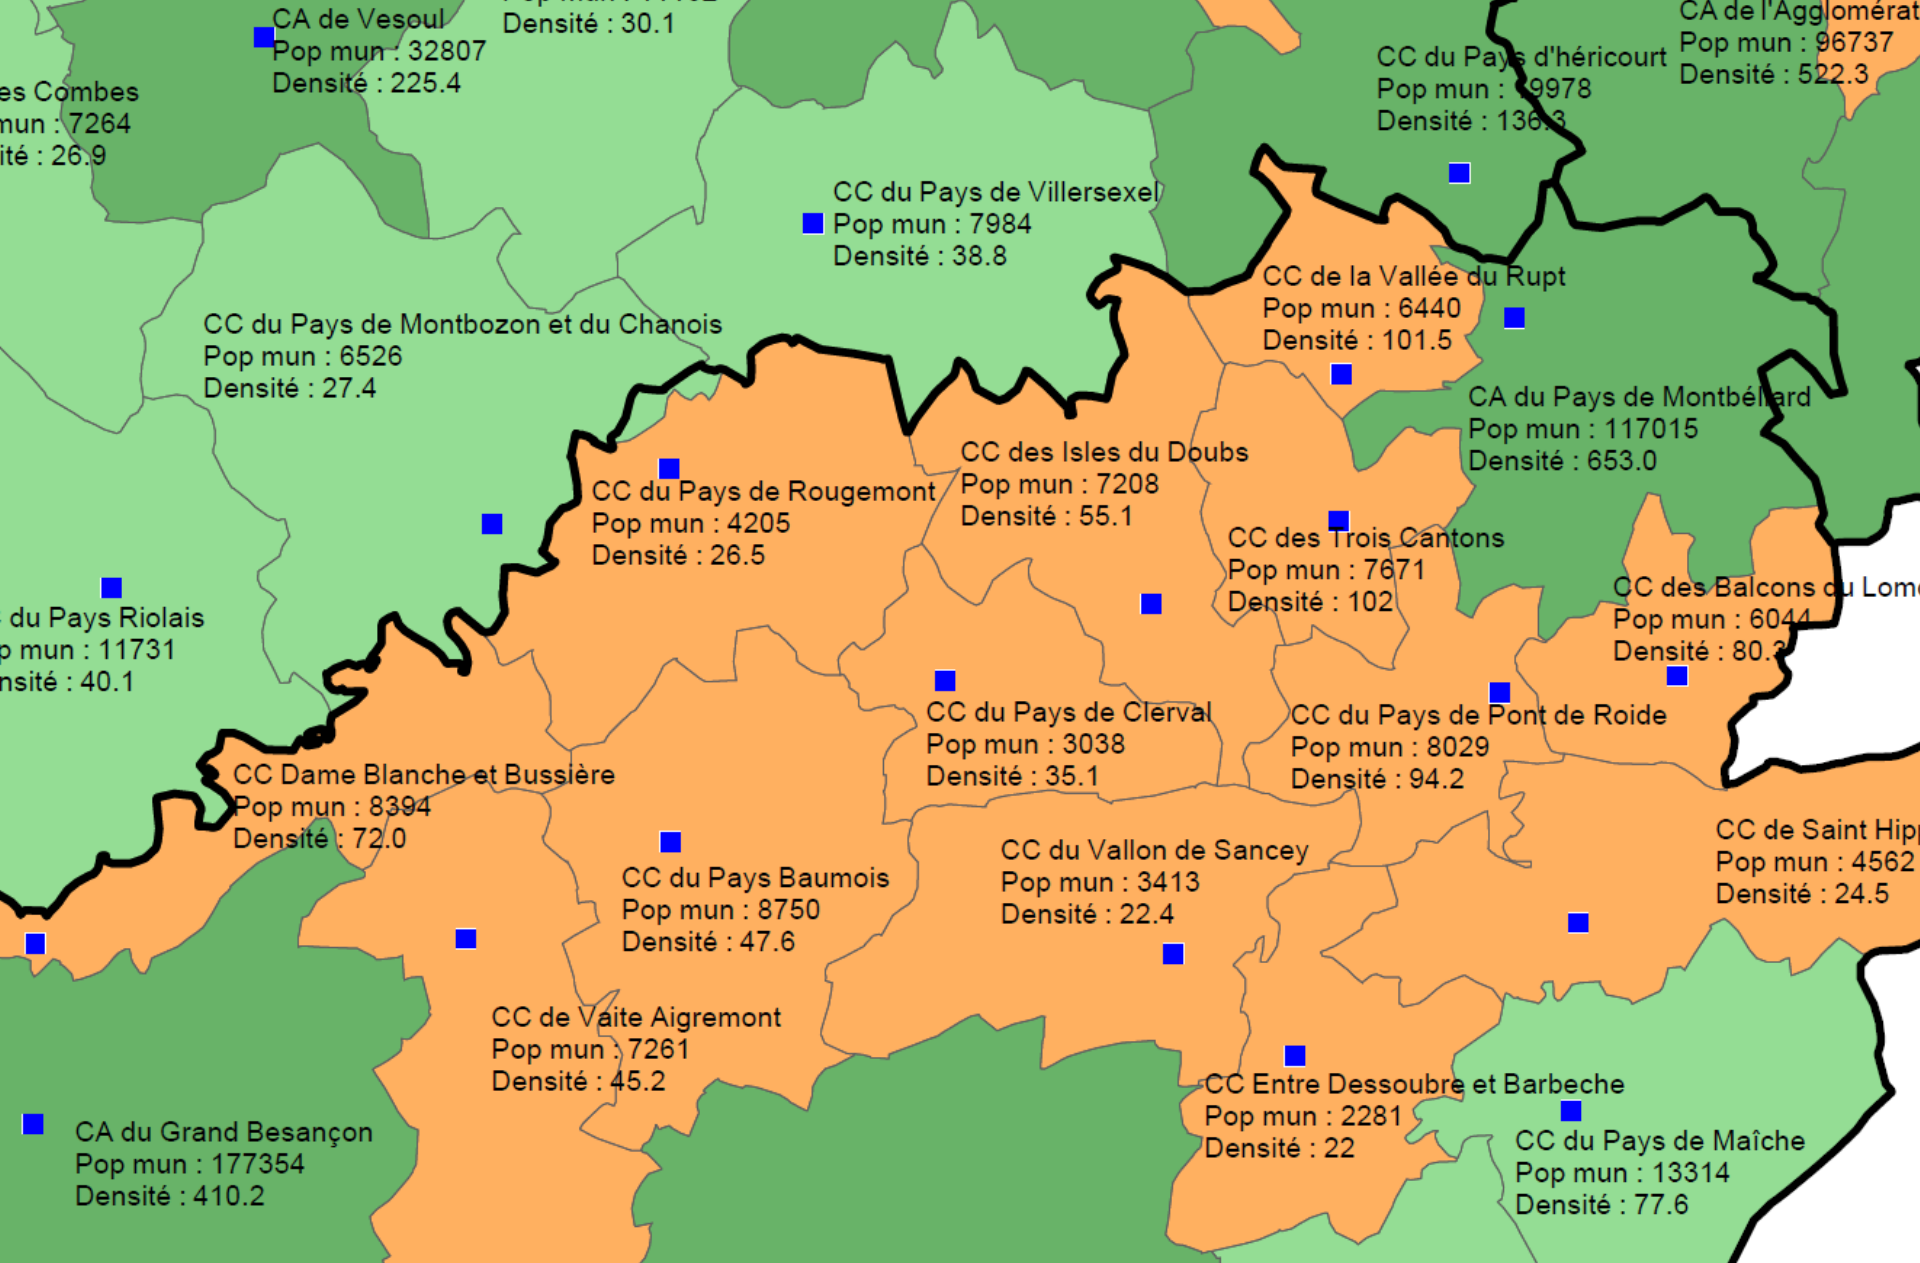 CA de Vesoul
Pop mun : 32807
Densité : 225.4
Densité : 30.1
CC du Pays d'héricourt
Pop mun : 19978
Densité : 136.3
CA de l'Agglomérat
Pop mun : 96737
Densité : 522.3
es Combes
mun : 7264
ité : 26.9
CC du Pays de Villersexel
Pop mun : 7984
Densité : 38.8
CC de la Vallée du Rupt
Pop mun : 6440
Densité : 101.5
CC du Pays de Montbozon et du Chanois
Pop mun : 6526
Densité : 27.4
CA du Pays de Montbéliard
Pop mun : 117015
Densité : 653.0
CC des Isles du Doubs
Pop mun : 7208
Densité : 55.1
CC du Pays de Rougemont
Pop mun : 4205
Densité : 26.5
CC des Trois Cantons
Pop mun : 7671
Densité : 102
CC des Balcons du Lom
Pop mun : 6044
Densité : 80.3
du Pays Riolais
p mun : 11731
nsité : 40.1
CC du Pays de Clerval
Pop mun : 3038
Densité : 35.1
CC du Pays de Pont de Roide
Pop mun : 8029
Densité : 94.2
CC Dame Blanche et Bussière
Pop mun : 8394
Densité : 72.0
CC de Saint Hip
Pop mun : 4562
Densité : 24.5
CC du Vallon de Sancey
Pop mun : 3413
Densité : 22.4
CC du Pays Baumois
Pop mun : 8750
Densité : 47.6
CC de Vaite Aigremont
Pop mun : 7261
Densité : 45.2
CC Entre Dessoubre et Barbeche
Pop mun : 2281
Densité : 22
CA du Grand Besançon
Pop mun : 177354
Densité : 410.2
CC du Pays de Maîche
Pop mun : 13314
Densité : 77.6